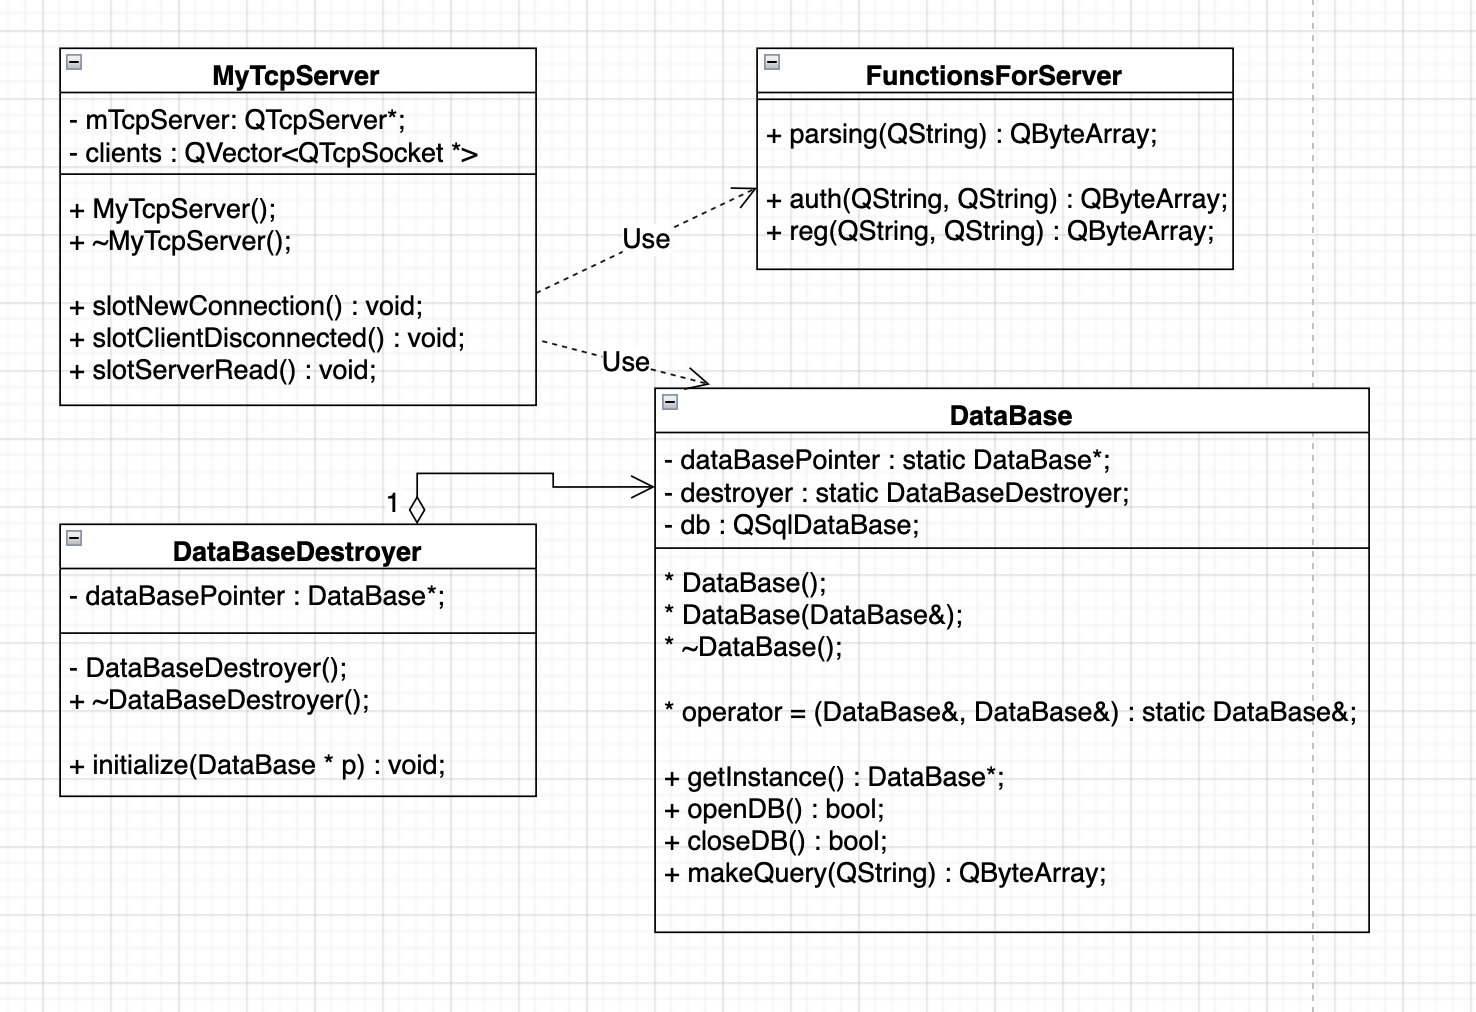 MyTcpServer
- mTcpServer: QTcpServer*;
- clients : QVector<QTcpSocket *>
+ MyTcpServer();
+ ~MyTcpServer();
+ slotNewConnection() : void;
+ slotClientDisconnected() : void;
+ slotServerRead() : void;
FunctionsForServer
+ parsing(QString) : QByteArray;
+ auth(QString, QString) : QByteArray;
+ reg(QString, QString) : QByteArray;
Use
Use
1
DataBaseDestroyer
- dataBasePointer : DataBase*;
- DataBaseDestroyer();
+ ~DataBaseDestroyer();
+ initialize(DataBase * p) : void;
DataBase
- dataBasePointer : static DataBase*;
- destroyer : static DataBaseDestroyer;
- db : QSqlDataBase;
* DataBase();
* DataBase(DataBase&);
* ~DataBase();
* operator = (DataBase&, DataBase&) : static DataBase&;
+ getInstance() : DataBase*;
+ openDB() : bool;
+ closeDB() : bool;
+ makeQuery(QString) : QByteArray;